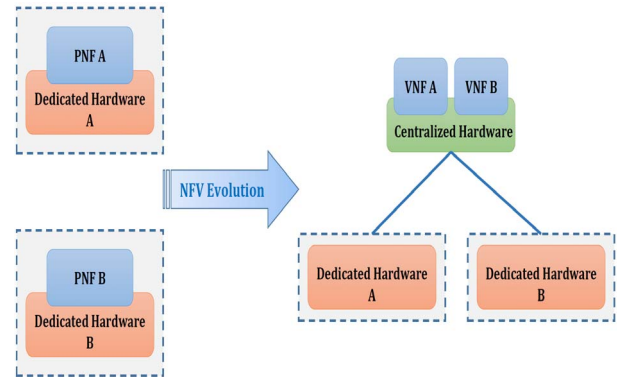 PNF A
Dedicated Hardware
A
PNF B
Dedicated Hardware
B
NFV Evolution
VNF A
VNF B
Centralized Hardware
Dedicated Hardware
A
Dedicated Hardware
B